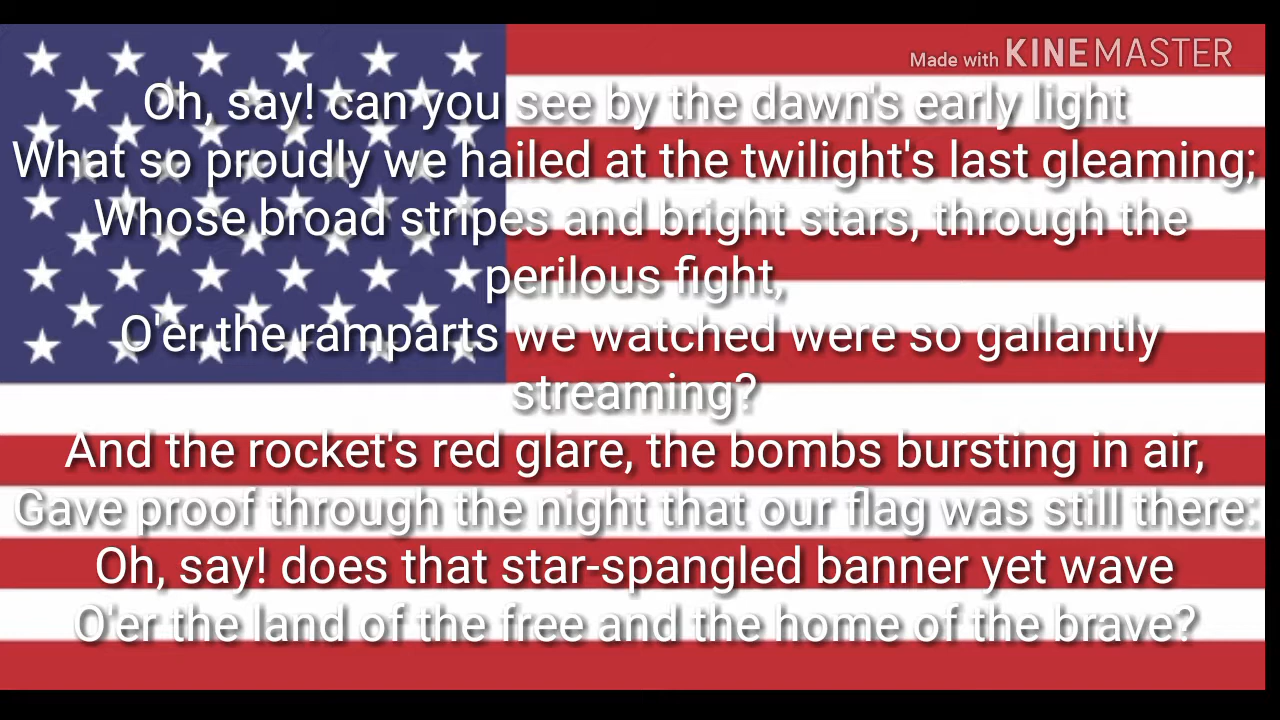 Made with KINEMASTER
Oh, say! can you see by the dawn's early light
What so proudly we hailed at the twilight's last gleaming;
Whose broad stripes and bright stars, through the
perilous fight,
O'er the ramparts we watched were so gallantly
streaming?
And the rocket's red glare, the bombs bursting in air,
Gave proof through the night that our flag was still there:
Oh, say! does that star-spangled banner yet wave
O'er the land of the free and the home of the brave?